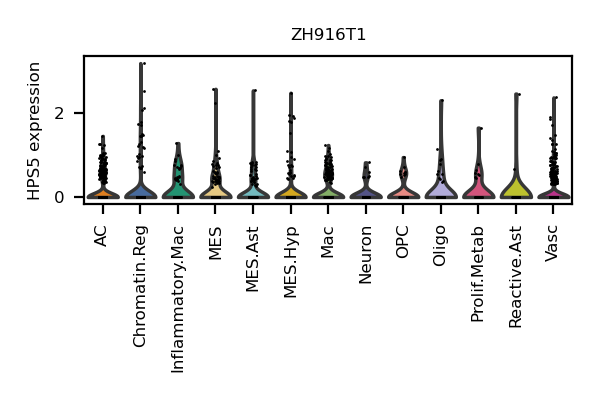 ZH916T1
HPS5 expression
2
0
AC
Chromatin.Reg
Inflammatory.Mac
MES
MES.Ast
MES.Hyp
Mac
Neuron
OPC
Oligo
Prolif.Metab
Reactive.Ast
Vasc